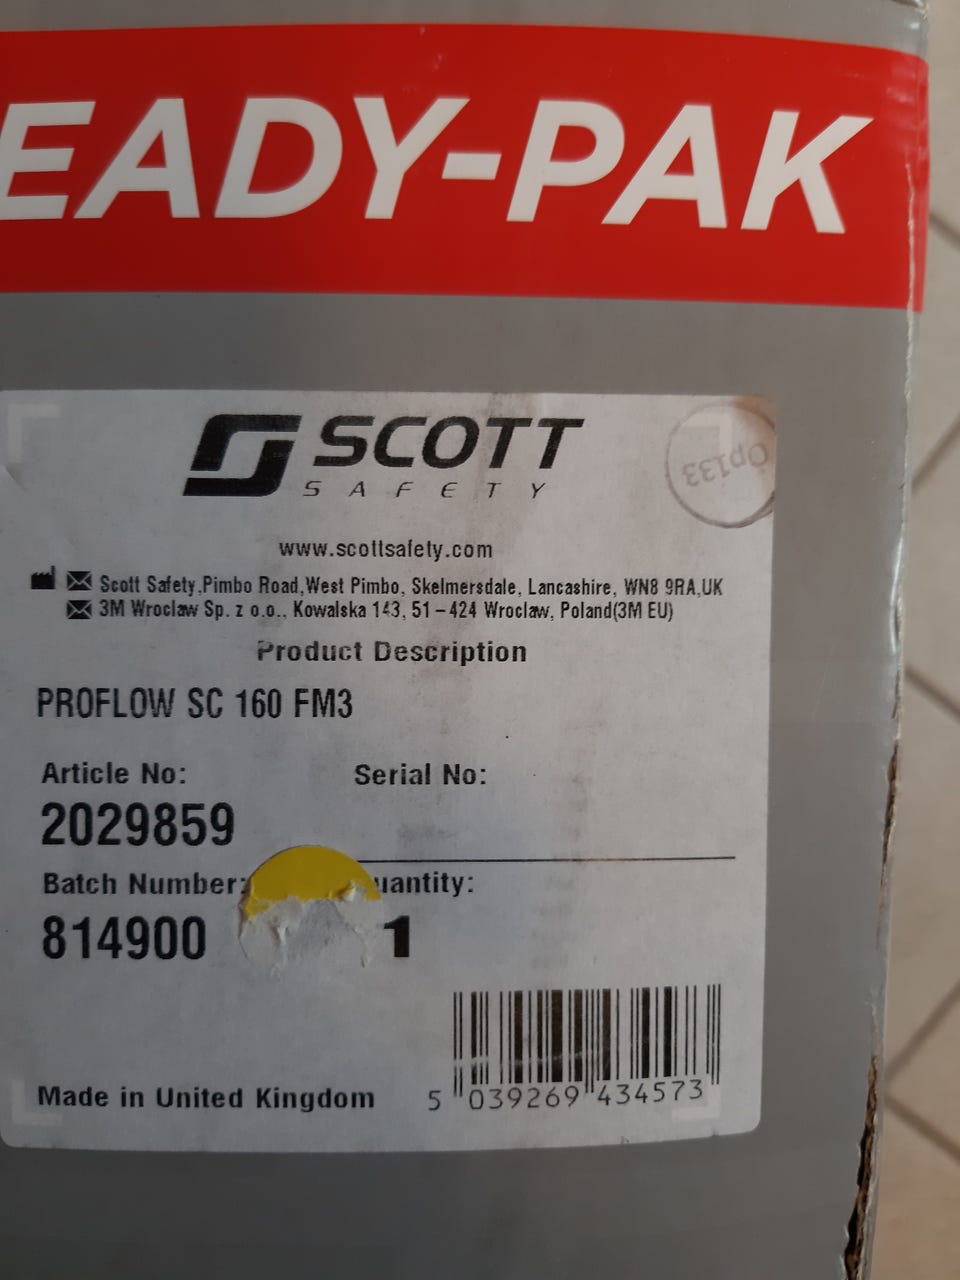 EADY-PAK
SCOTT
SAFETY
Op133
www.scottsafety.com
Scott Safety,Pimbo Road,West Pimbo, Skelmersdale, Lancashire, WN8 9RA,UK
3M Wroclaw Sp. z o.o., Kowalska 143, 51-424 Wroclaw, Poland(3M EU)
Product Description
PROFLOW SC 160 FM3
Article No: Serial No:
2029859
Batch Number: uantity:
814900 1
Made in United Kingdom
5 039269 434573